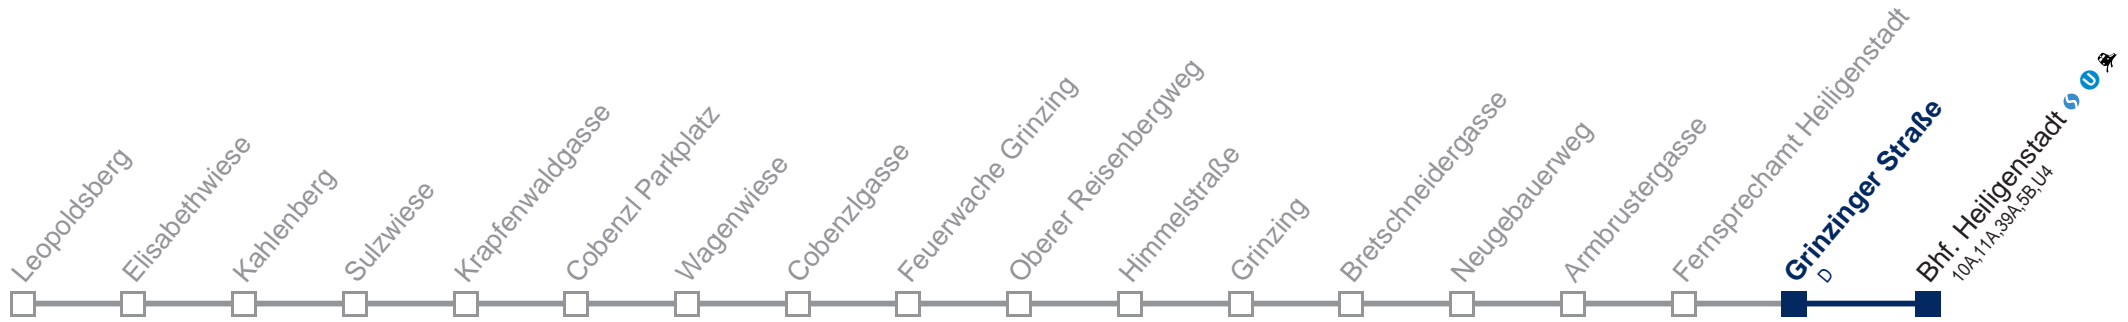 Leopoldsberg
Elisabethwiese
Kahlenberg
Sulzwiese
Krapfenwaldgasse
Cobenzl Parkplatz
Wagenwiese
Cobenzlgasse
Feuerwache Grinzing
Oberer Reisenbergweg
Himmelstraße
Grinzing
Bretschneidergasse
Neugebauerweg
Armbrustergasse
Fernsprechamt Heiligenstadt
Grinzinger Straße
D
Bhf. Heiligenstadt S U
10A,11A,39A,5B,U4